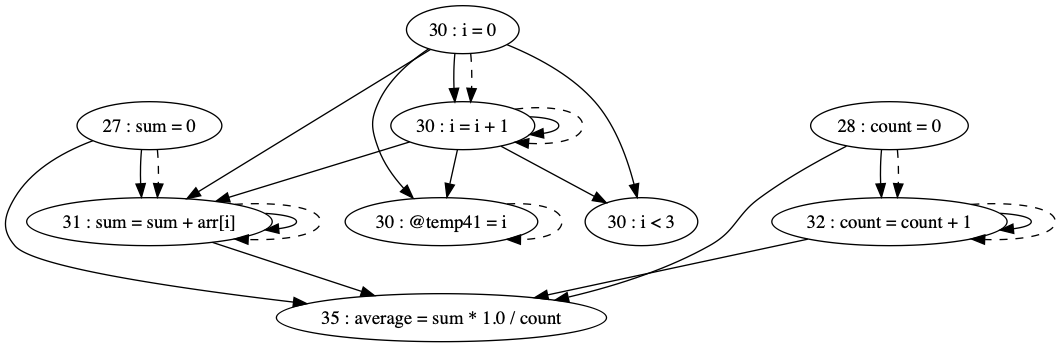 30 : i = 0
27 : sum = 0
30 : i = i + 1
28 : count = 0
31 : sum = sum + arr[i]
30 : @temp41 = i
30 : i < 3
32 : count = count + 1
35 : average = sum * 1.0 / count